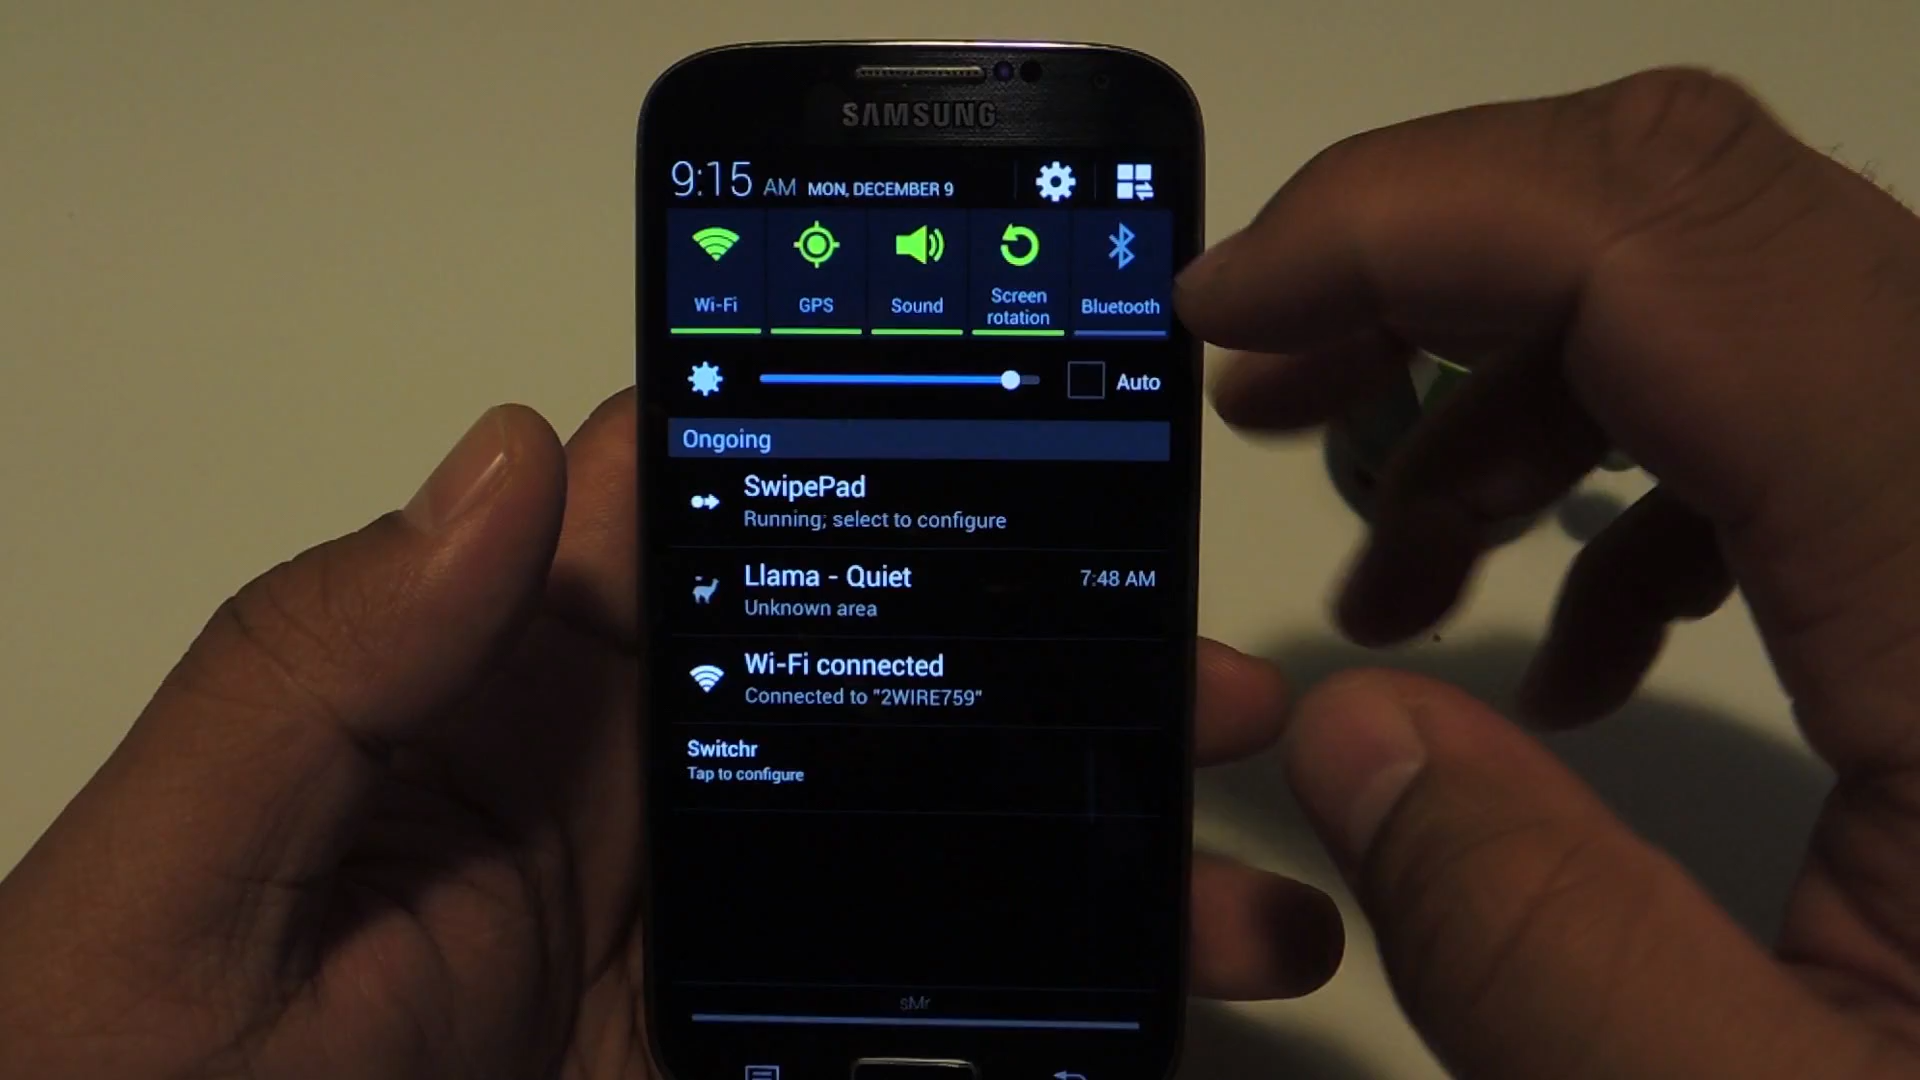 SAMSUNG
9:15 AM MON, DECEMBER 9
Wi-Fi
GPS
Sound
Screen rotation
Bluetooth
Auto
Ongoing
SwipePad
Running; select to configure
Llama - Quiet
7:48 AM
Unknown area
Wi-Fi connected
Connected to "2WIRE759"
Switchr
Tap to configure
sMr